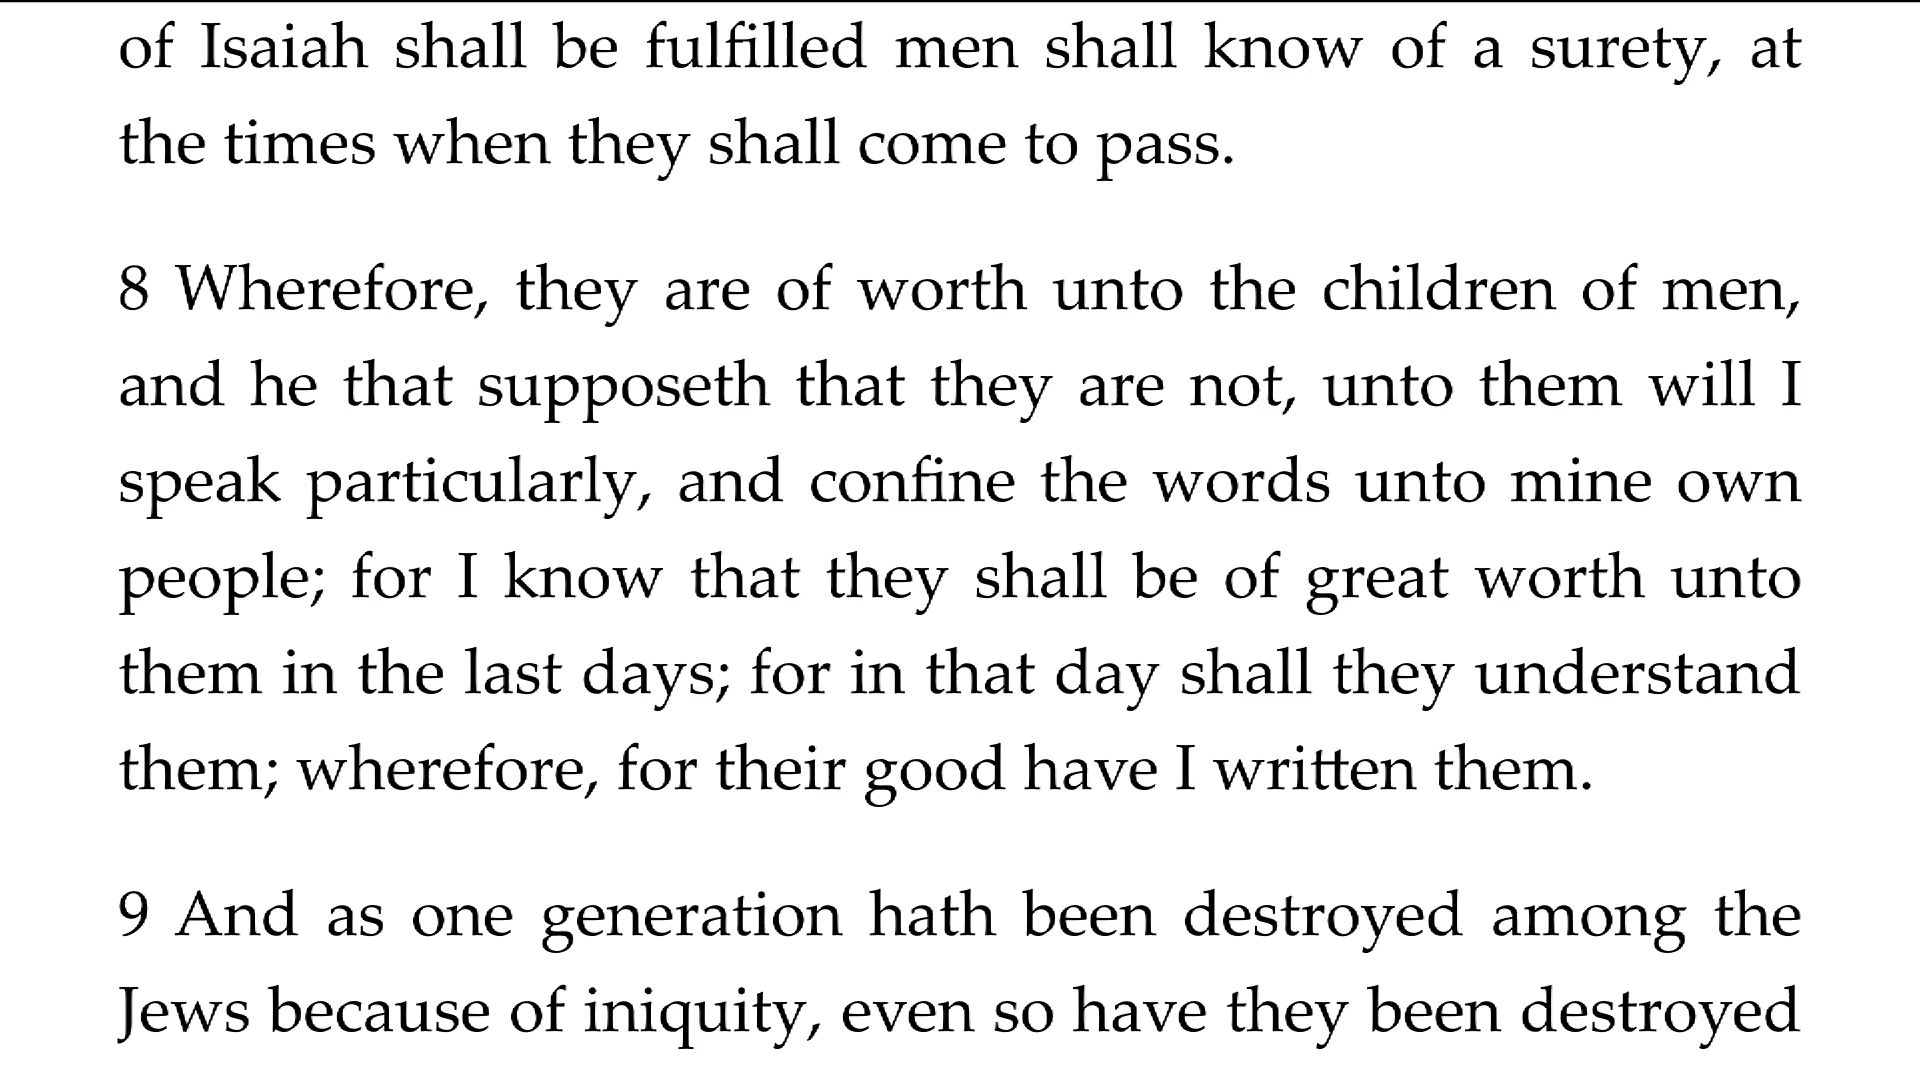 of Isaiah shall be fulfilled men shall know of a surety, at
the times when they shall come to pass.
8 Wherefore, they are of worth unto the children of men,
and he that supposeth that they are not, unto them will I
speak particularly, and confine the words unto mine own
people; for I know that they shall be of great worth unto
them in the last days; for in that day shall they understand
them; wherefore, for their good have I written them.
9 And as one generation hath been destroyed among the
Jews because of iniquity, even so have they been destroyed